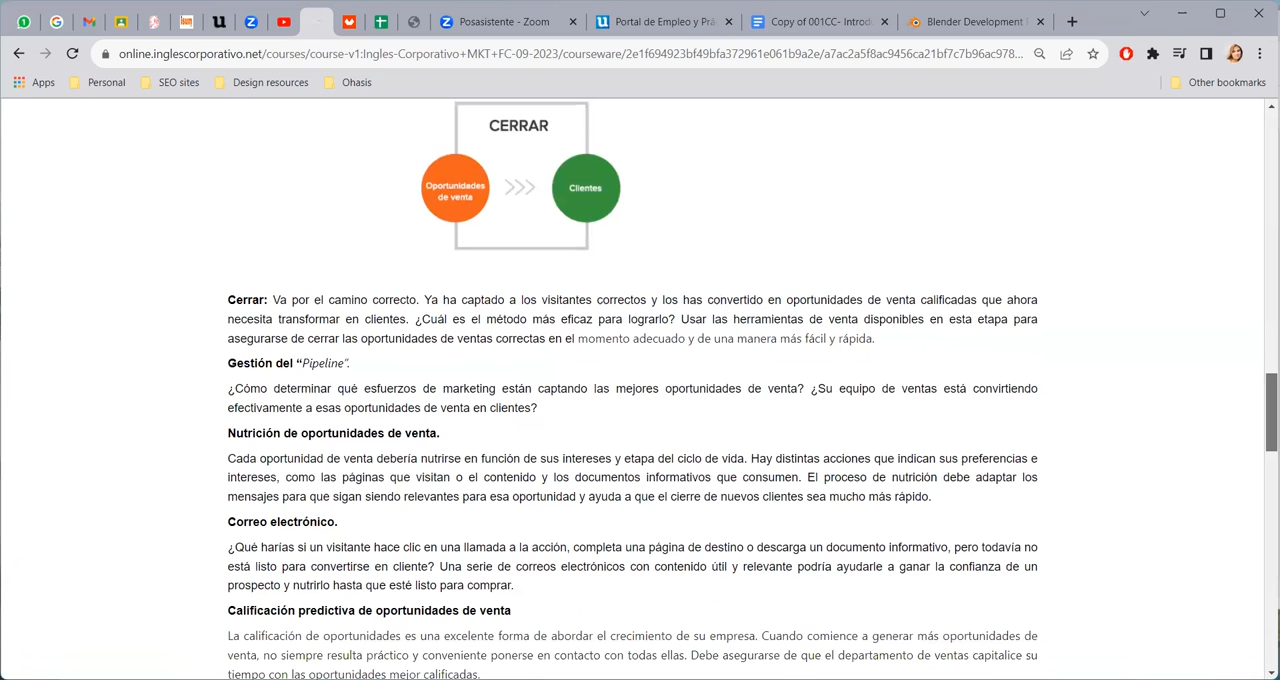 Posasistente - Zoom
Portal de Empleo y Prá
Copy of 001CC- Introdu
Blender Development F
online.inglescorporativo.net/courses/course-v1:Ingles-Corporativo+MKT+FC-09-2023/courseware/2e1f694923bf49bfa372961e061b9a2e/a7ac2a5f8ac9456ca21bf7c7b96ac978...
Apps Personal SEO sites Design resources Ohasis Other bookmarks
CERRAR
Oportunidades
de venta
Clientes
Cerrar: Va por el camino correcto. Ya ha captado a los visitantes correctos y los has convertido en oportunidades de venta calificadas que ahora
necesita transformar en clientes. ¿Cuál es el método más eficaz para lograrlo? Usar las herramientas de venta disponibles en esta etapa para
asegurarse de cerrar las oportunidades de ventas correctas en el momento adecuado y de una manera más fácil y rápida.
Gestión del “Pipeline”.
¿Cómo determinar qué esfuerzos de marketing están captando las mejores oportunidades de venta? ¿Su equipo de ventas está convirtiendo
efectivamente a esas oportunidades de venta en clientes?
Nutrición de oportunidades de venta.
Cada oportunidad de venta debería nutrirse en función de sus intereses y etapa del ciclo de vida. Hay distintas acciones que indican sus preferencias e
intereses, como las páginas que visitan o el contenido y los documentos informativos que consumen. El proceso de nutrición debe adaptar los
mensajes para que sigan siendo relevantes para esa oportunidad y ayuda a que el cierre de nuevos clientes sea mucho más rápido.
Correo electrónico.
¿Qué harías si un visitante hace clic en una llamada a la acción, completa una página de destino o descarga un documento informativo, pero todavía no
está listo para convertirse en cliente? Una serie de correos electrónicos con contenido útil y relevante podría ayudarle a ganar la confianza de un
prospecto y nutrirlo hasta que esté listo para comprar.
Calificación predictiva de oportunidades de venta
La calificación de oportunidades es una excelente forma de abordar el crecimiento de su empresa. Cuando comience a generar más oportunidades de
venta, no siempre resulta práctico y conveniente ponerse en contacto con todas ellas. Debe asegurarse de que el departamento de ventas capitalice su
tiempo con las oportunidades mejor calificadas.